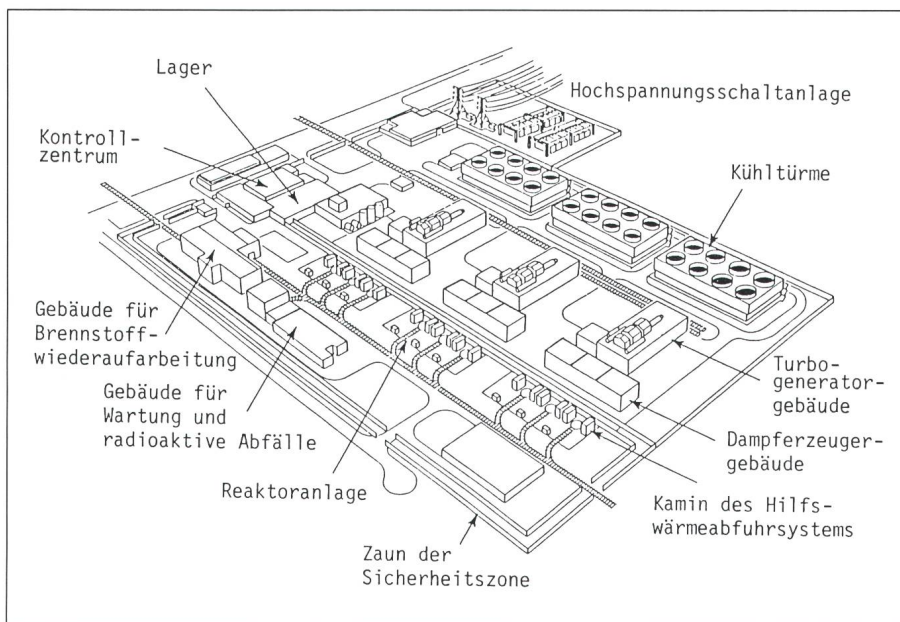 Lager
Hochspannungsschaltanlage
Kontroll-
zentrum
Kühltürme
Gebäude für
Brennstoff-
wiederaufarbeitung
Gebäude für
Wartung und
radioaktive Abfälle
Reaktoranlage
Zaun der
Sicherheitszone
Turbo-
generator-
gebäude
Dampferzeuger-
gebäude
Kamin des Hilfs-
wärmeabfuhrsystems